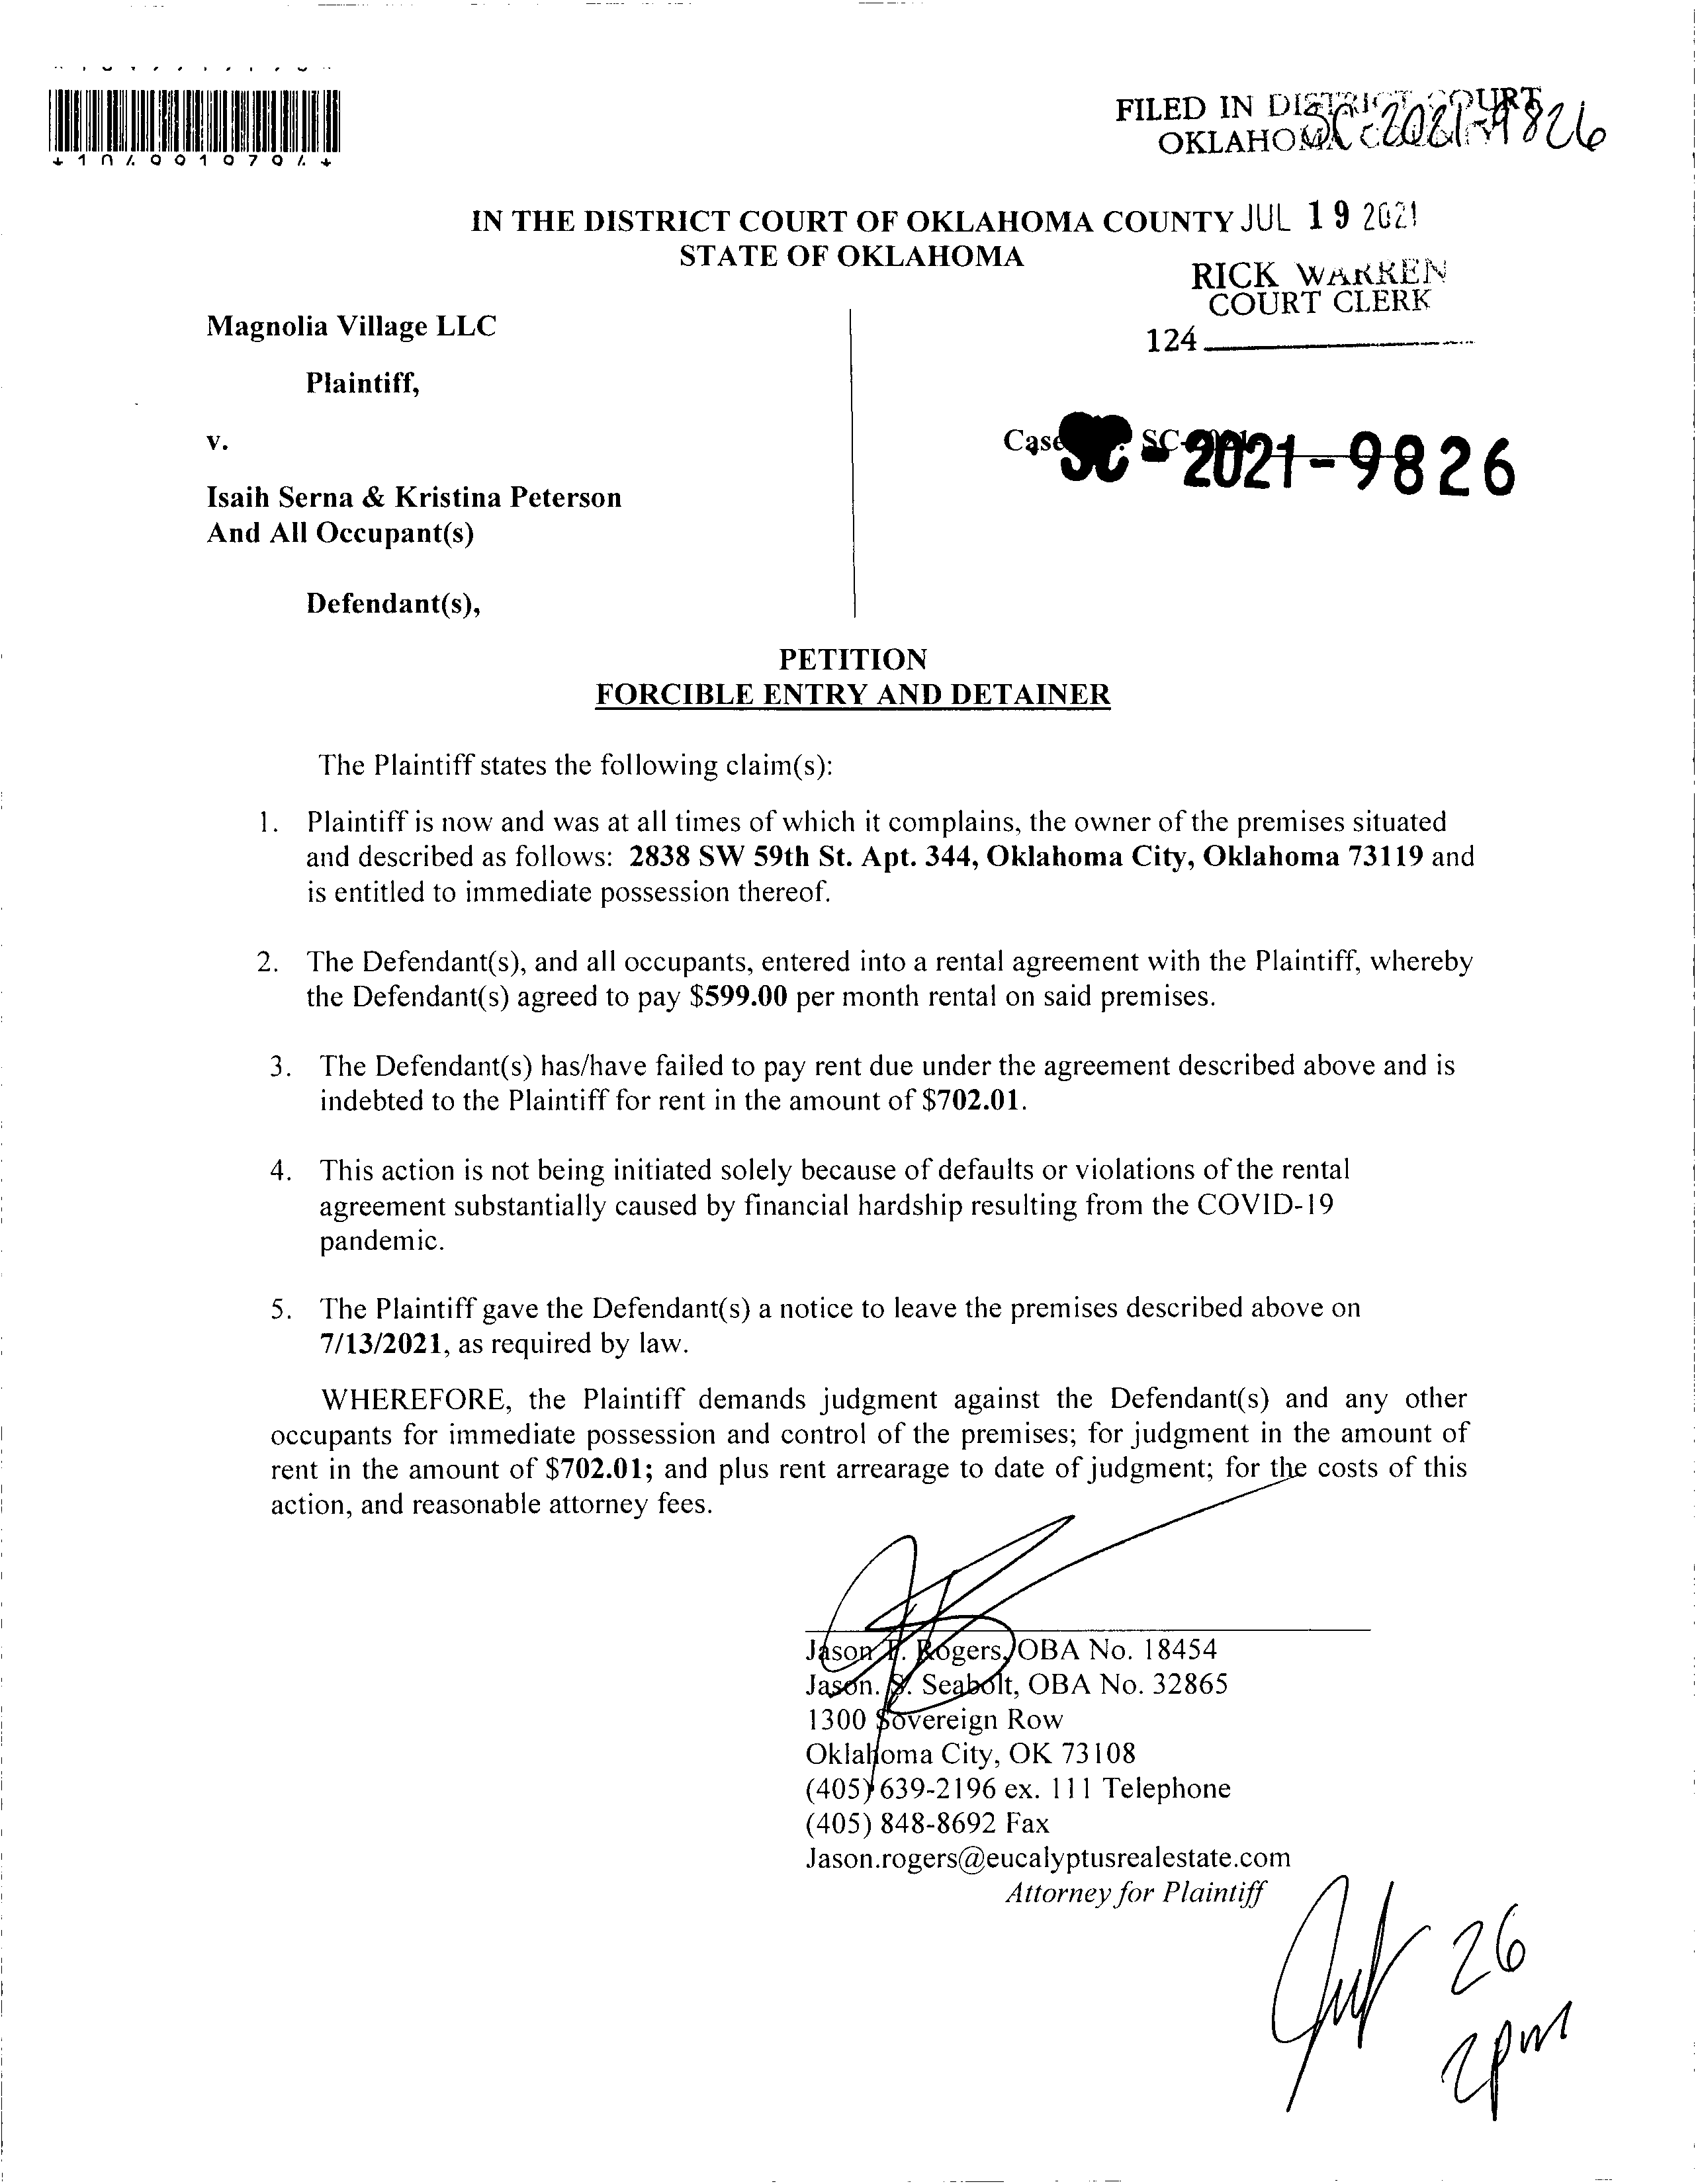 FILED IN DISTRICT COURT
OKLAHOMA COUNTY
SC-2021-9826
IN THE DISTRICT COURT OF OKLAHOMA COUNTY JUL 19 2021
STATE OF OKLAHOMA
RICK WARREN
COURT CLERK
124
Magnolia Village LLC
Plaintiff,
v.
Case SC-2021-9826
Isaih Serna & Kristina Peterson
And All Occupant(s)
Defendant(s),
PETITION
FORCIBLE ENTRY AND DETAINER
The Plaintiff states the following claim(s):
1. Plaintiff is now and was at all times of which it complains, the owner of the premises situated
and described as follows: 2838 SW 59th St. Apt. 344, Oklahoma City, Oklahoma 73119 and
is entitled to immediate possession thereof.
2. The Defendant(s), and all occupants, entered into a rental agreement with the Plaintiff, whereby
the Defendant(s) agreed to pay $599.00 per month rental on said premises.
3. The Defendant(s) has/have failed to pay rent due under the agreement described above and is
indebted to the Plaintiff for rent in the amount of $702.01.
4. This action is not being initiated solely because of defaults or violations of the rental
agreement substantially caused by financial hardship resulting from the COVID-19
pandemic.
5. The Plaintiff gave the Defendant(s) a notice to leave the premises described above on
7/13/2021, as required by law.
WHEREFORE, the Plaintiff demands judgment against the Defendant(s) and any other
occupants for immediate possession and control of the premises; for judgment in the amount of
rent in the amount of $702.01; and plus rent arrearage to date of judgment; for the costs of this
action, and reasonable attorney fees.
Jason Rogers, OBA No. 18454
Jason. S. Seabolt, OBA No. 32865
1300 Sovereign Row
Oklahoma City, OK 73108
(405) 639-2196 ex. 111 Telephone
(405) 848-8692 Fax
Jason.rogers@eucalyptusrealestate.com
Attorney for Plaintiff
26
2pm